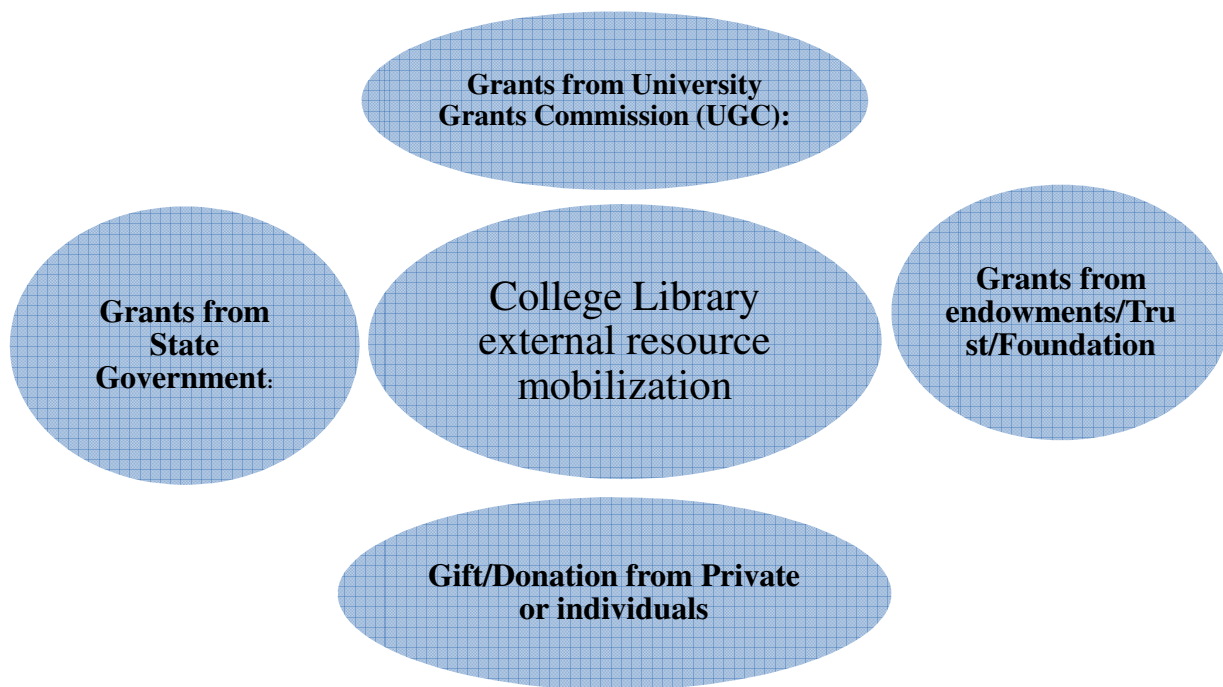 Grants from University
Grants Commission (UGC):
Grants from
State
Government:
College Library
external resource
mobilization
Grants from
endowments/Tru
st/Foundation
Gift/Donation from Private
or individuals